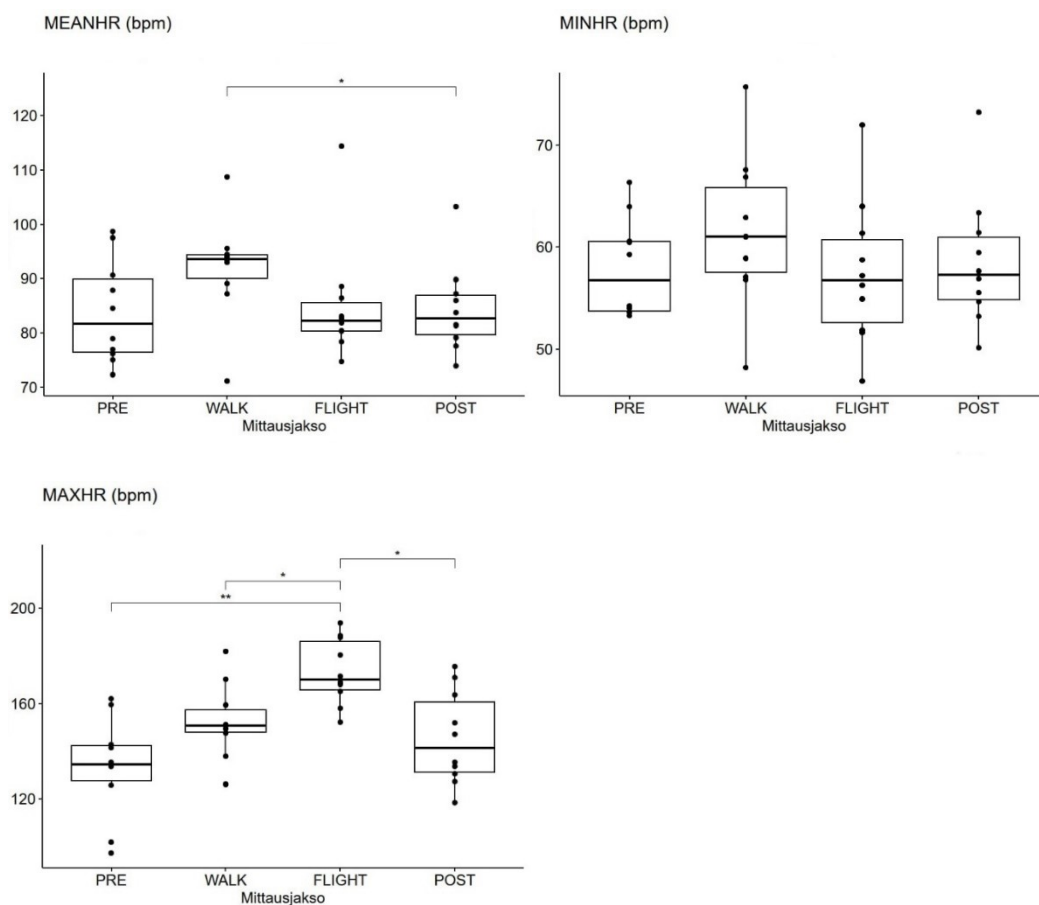 MEANHR (bpm)
120
110
100
90
80
70
*
PRE WALK FLIGHT POST
Mittausjakso
MINHR (bpm)
70
60
50
PRE WALK FLIGHT POST
Mittausjakso
MAXHR (bpm)
200
160
120
*
*
**
PRE WALK FLIGHT POST
Mittausjakso